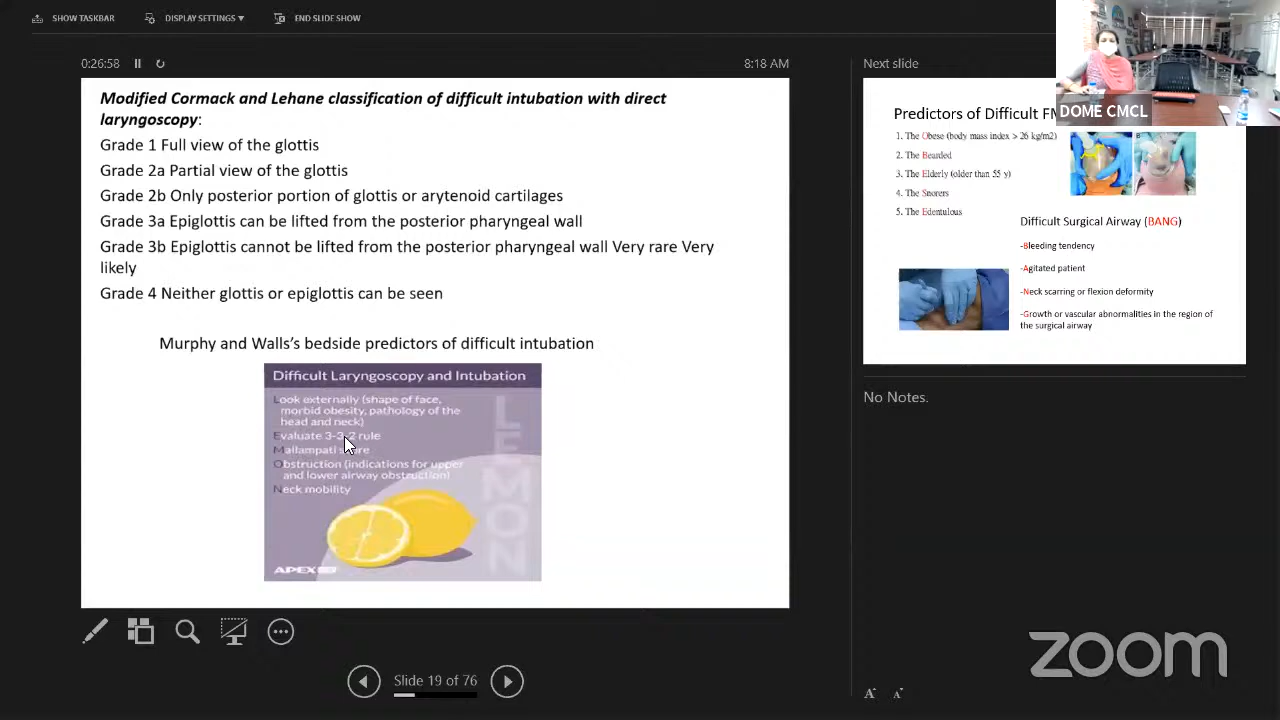 SHOW TASKBAR
DISPLAY SETTINGS ▼
END SLIDE SHOW
0:26:58
8:18 AM
Modified Cormack and Lehane classification of difficult intubation with direct
laryngoscopy:
Grade 1 Full view of the glottis
Grade 2a Partial view of the glottis
Grade 2b Only posterior portion of glottis or arytenoid cartilages
Grade 3a Epiglottis can be lifted from the posterior pharyngeal wall
Grade 3b Epiglottis cannot be lifted from the posterior pharyngeal wall Very rare Very
likely
Grade 4 Neither glottis or epiglottis can be seen
Murphy and Walls's bedside predictors of difficult intubation
Difficult Laryngoscopy and Intubation
Look externally (shape of face,
morbid obesity, pathology of the
head and neck)
Evaluate 3-3-2 rule
Mallampati
Obstruction (indications for upper
and lower airway obstruction)
Neck mobility
LEMON
APEX
Slide 19 of 76
Next slide
DOME CMCL
Predictors of Difficult
1. The Obese (body mass index > 26 kg/m2)
2. The Bearded
3. The Elderly (older than 55 y)
4. The Snorers
5. The Edentulous
B
Difficult Surgical Airway (BANG)
-Bleeding tendency
-Agitated patient
-Neck scarring or flexion deformity
-Growth or vascular abnormalities in the region of
the surgical airway
No Notes.
zoom
A A